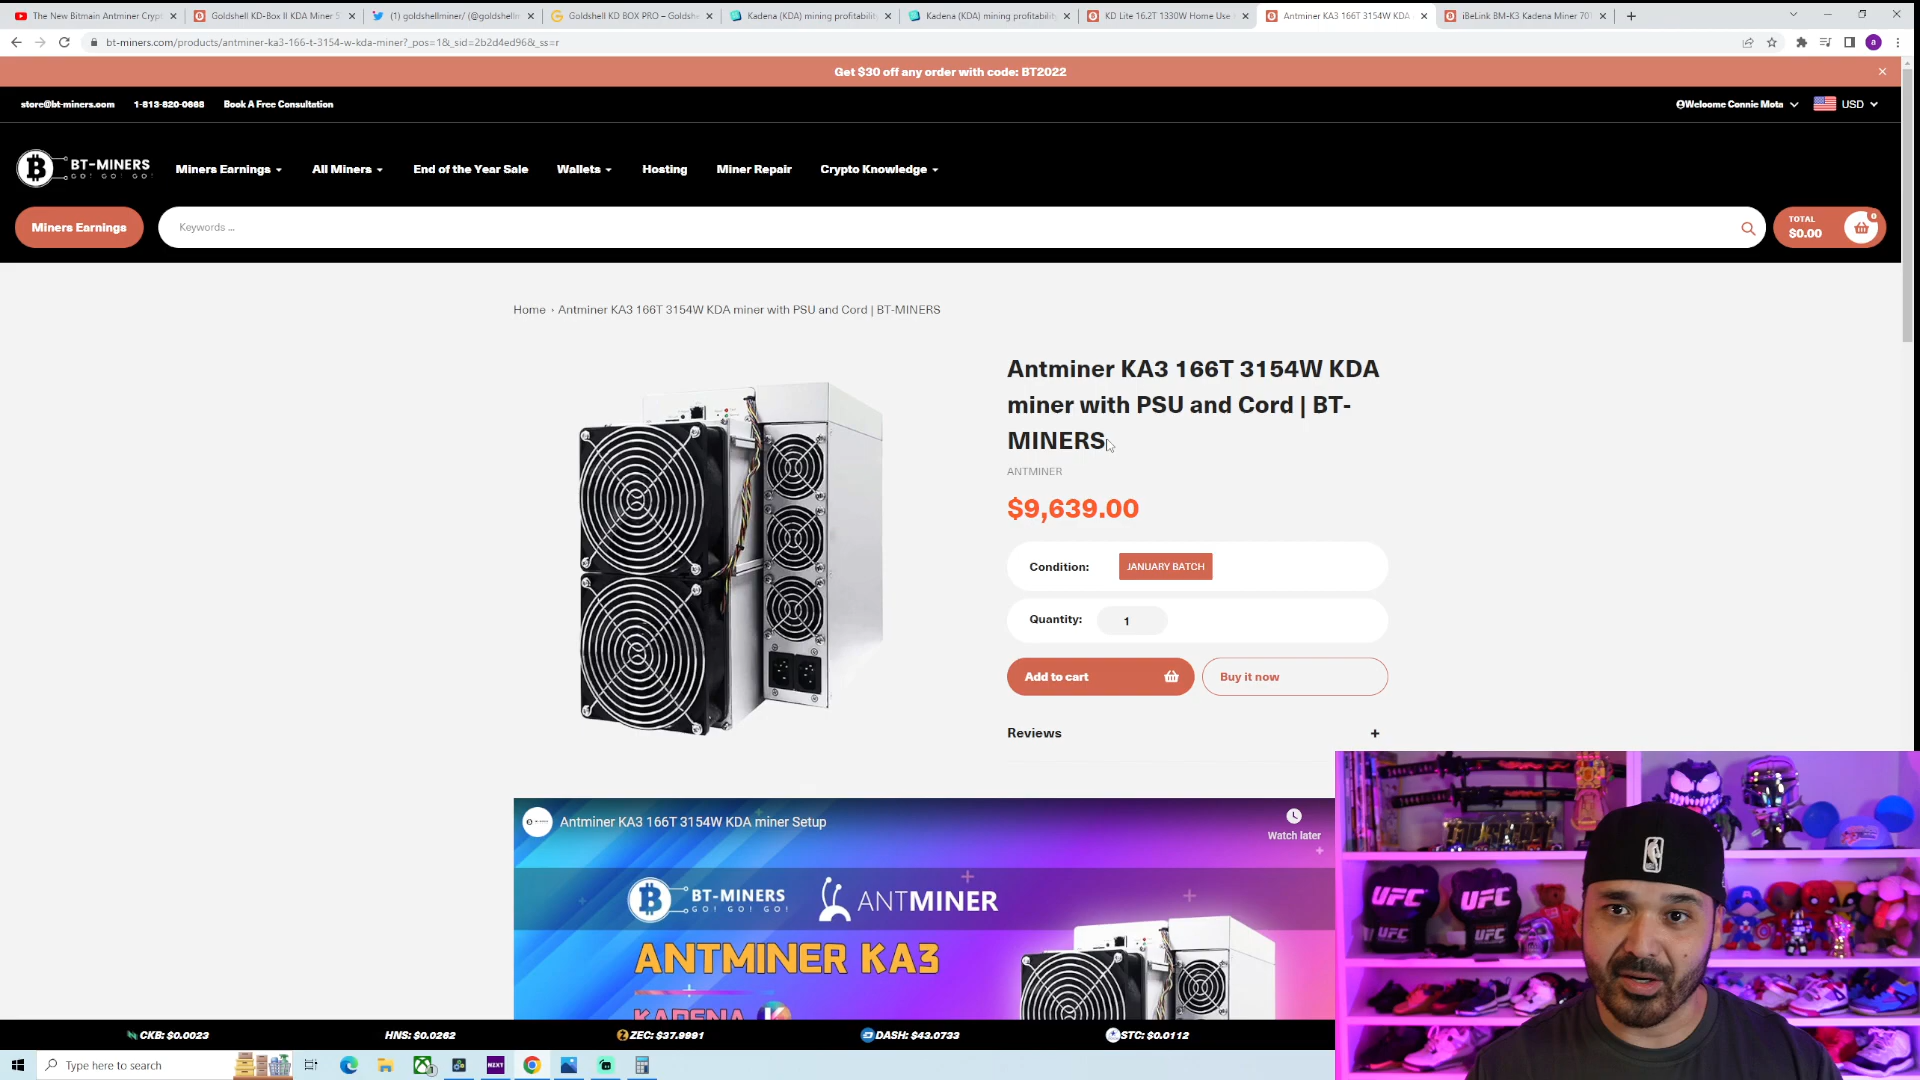 The New Bitmain Antminer Crypt
Goldshell KD-Box II KDA Miner 5
(1) goldshellminer/ (@goldshellm
Goldshell KD BOX PRO – Goldsh
Kadena (KDA) mining profitabilit
Kadena (KDA) mining profitabilit
KD Lite 16.2T 1330W Home Use
Antminer KA3 166T 3154W KDA
iBeLink BM-K3 Kadena Miner 70
bt-miners.com/products/antminer-ka3-166-t-3154-w-kda-miner?_pos=1&_sid=2b2d4ed96&_ss=r
a
Get $30 off any order with code: BT2022
store@bt-miners.com
1-813-820-0668
Book A Free Consultation
Welcome Connie Mota
USD
BT-MINERS
GO! GO! GO!
Miners Earnings
All Miners
End of the Year Sale
Wallets
Hosting
Miner Repair
Crypto Knowledge
Miners Earnings
Keywords ...
TOTAL
$0.00
0
Home
Antminer KA3 166T 3154W KDA miner with PSU and Cord | BT-MINERS
Antminer KA3 166T 3154W KDA
miner with PSU and Cord | BT-
MINERS
ANTMINER
$9,639.00
Condition:
JANUARY BATCH
Quantity:
1
Add to cart
Buy it now
Reviews
+
Antminer KA3 166T 3154W KDA miner Setup
Watch later
BT-MINERS
GO! GO! GO!
ANTMINER
ANTMINER KA3
KADENA
UFC
UFC
UFC
UFC
CKB: $0.0023
HNS: $0.0262
ZEC: $37.9991
DASH: $43.0733
STC: $0.0112
Type here to search
NEXT